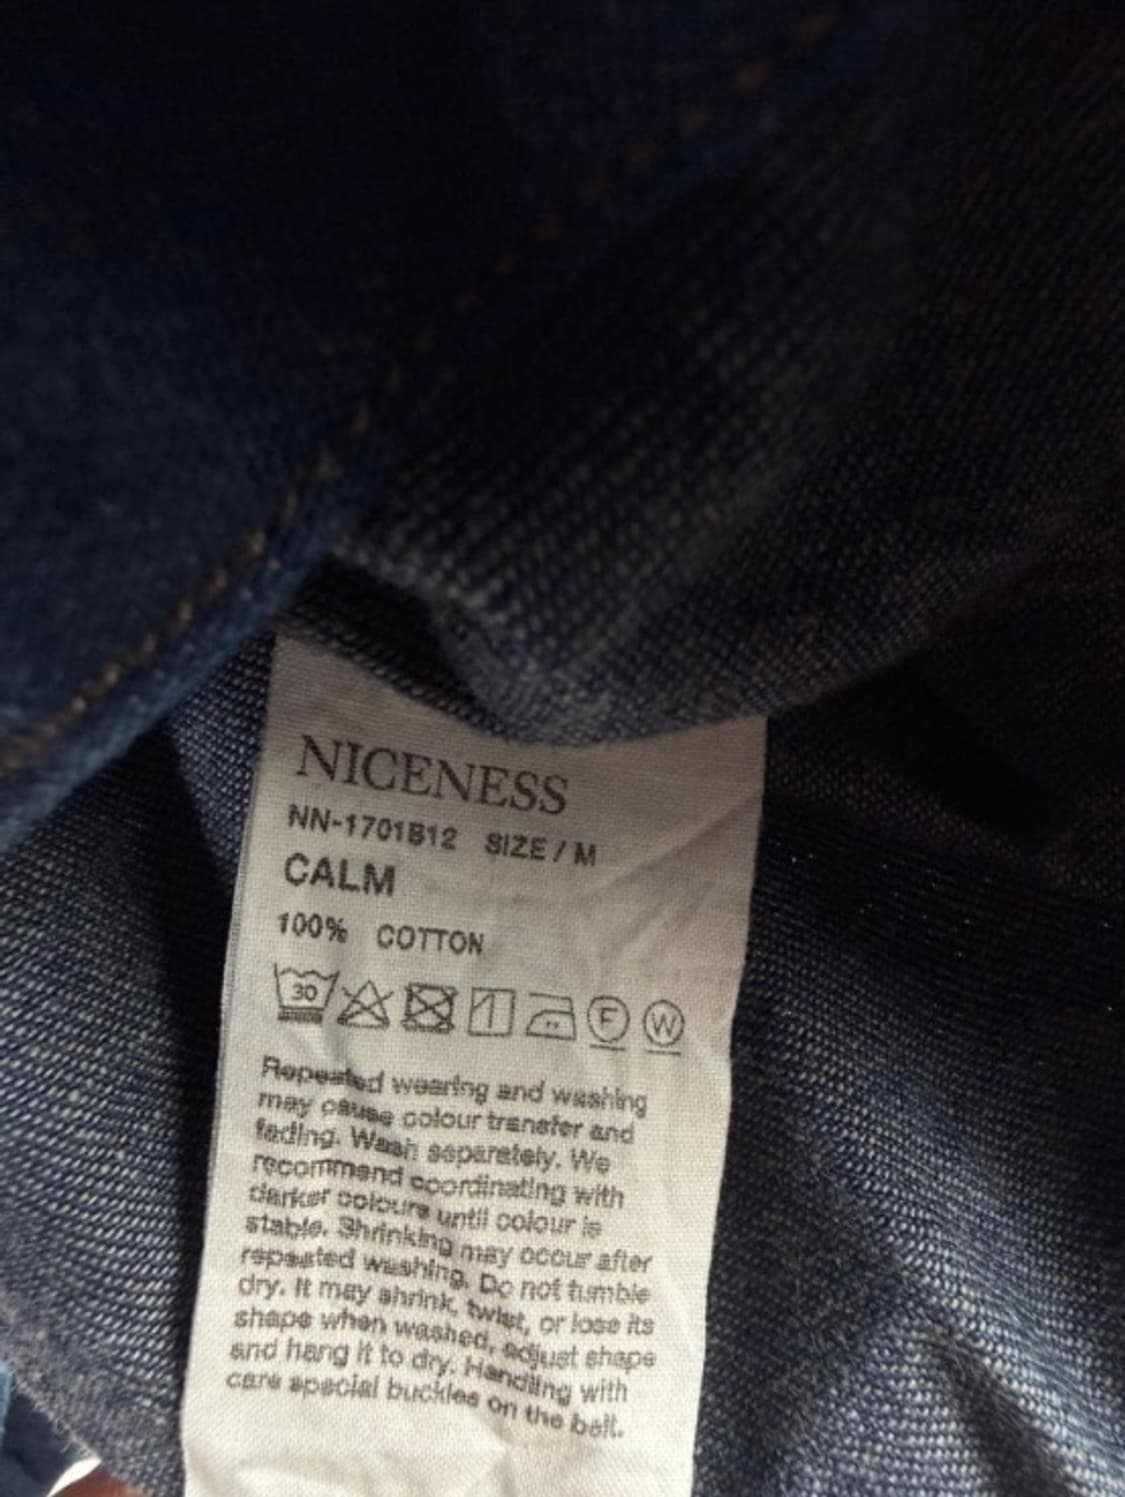 NICENESS
NN-1701B12 SIZE / M
CALM
100% COTTON
30 F W
Repeated wearing and washing
may cause colour transfer and
fading. Wash separately. We
recommend coordinating with
darker colours until colour is
stable. Shrinking may occur after
repeated washing. Do not tumble
dry. It may shrink, twist, or lose its
shape when washed, adjust shape
and hang it to dry. Handling with
care special buckles on the belt.